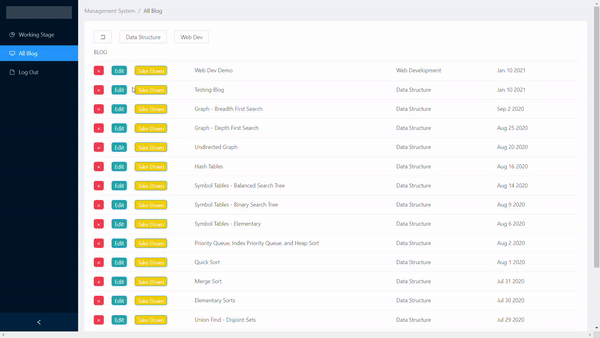 Management System / All Blog
Working Stage
All Blog
Log Out
Data Structure Web Dev
BLOG
× Edit Take Down Web Dev Demo Web Development Jan 10 2021
× Edit Take Down Testing Blog Data Structure Jan 10 2021
× Edit Take Down Graph - Breadth First Search Data Structure Sep 2 2020
× Edit Take Down Graph - Depth First Search Data Structure Aug 25 2020
× Edit Take Down Undirected Graph Data Structure Aug 20 2020
× Edit Take Down Hash Tables Data Structure Aug 16 2020
× Edit Take Down Symbol Tables - Balanced Search Tree Data Structure Aug 14 2020
× Edit Take Down Symbol Tables - Binary Search Tree Data Structure Aug 9 2020
× Edit Take Down Symbol Tables - Elementary Data Structure Aug 6 2020
× Edit Take Down Priority Queue, Index Priority Queue, and Heap Sort Data Structure Aug 2 2020
× Edit Take Down Quick Sort Data Structure Aug 1 2020
× Edit Take Down Merge Sort Data Structure Jul 31 2020
× Edit Take Down Elementary Sorts Data Structure Jul 30 2020
× Edit Take Down Union Find - Disjoint Sets Data Structure Jul 29 2020